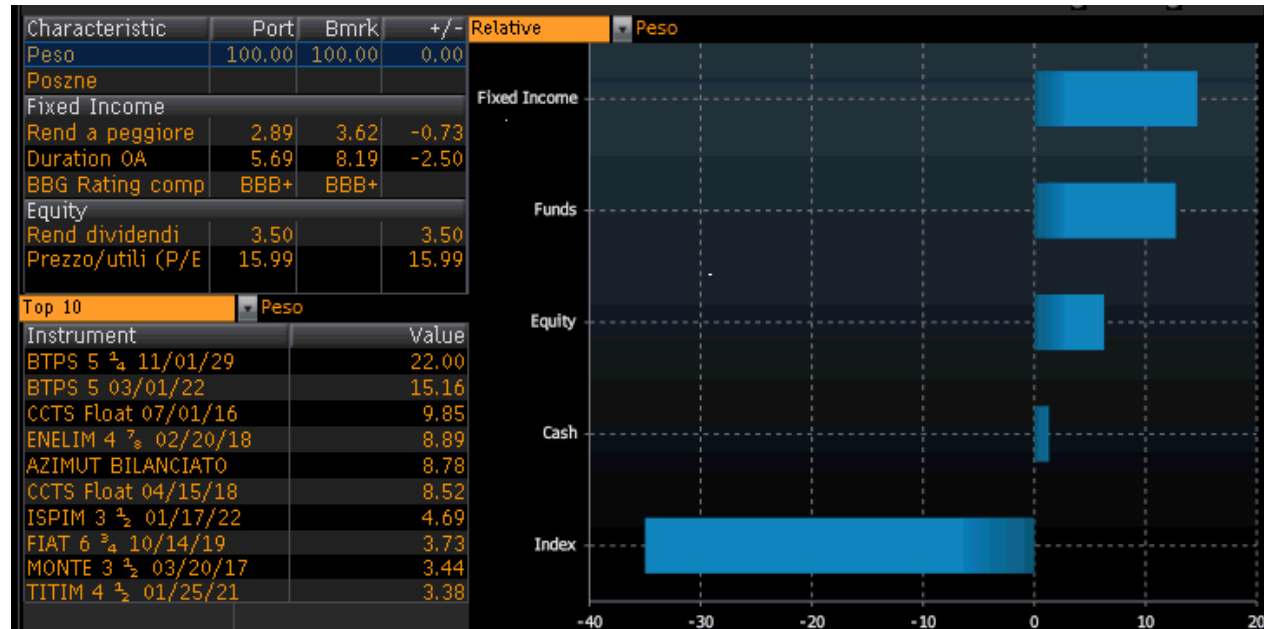 Characteristic Port Bmrk +/-
Peso 100.00 100.00 0.00
Poszne
Fixed Income
Rend a peggiore 2.89 3.62 -0.73
Duration OA 5.69 8.19 -2.50
BBG Rating comp BBB+ BBB+
Equity
Rend dividendi 3.50 3.50
Prezzo/utili (P/E 15.99 15.99
Top 10 Peso
Instrument Value
BTPS 5 ¼ 11/01/29 22.00
BTPS 5 03/01/22 15.16
CCTS Float 07/01/16 9.85
ENELIM 4 ⅞ 02/20/18 8.89
AZIMUT BILANCIATO 8.78
CCTS Float 04/15/18 8.52
ISPIM 3 ½ 01/17/22 4.69
FIAT 6 ¾ 10/14/19 3.73
MONTE 3 ½ 03/20/17 3.44
TITIM 4 ½ 01/25/21 3.38
Relative Peso
Fixed Income
Funds
Equity
Cash
Index
-40 -30 -20 -10 0 10 20